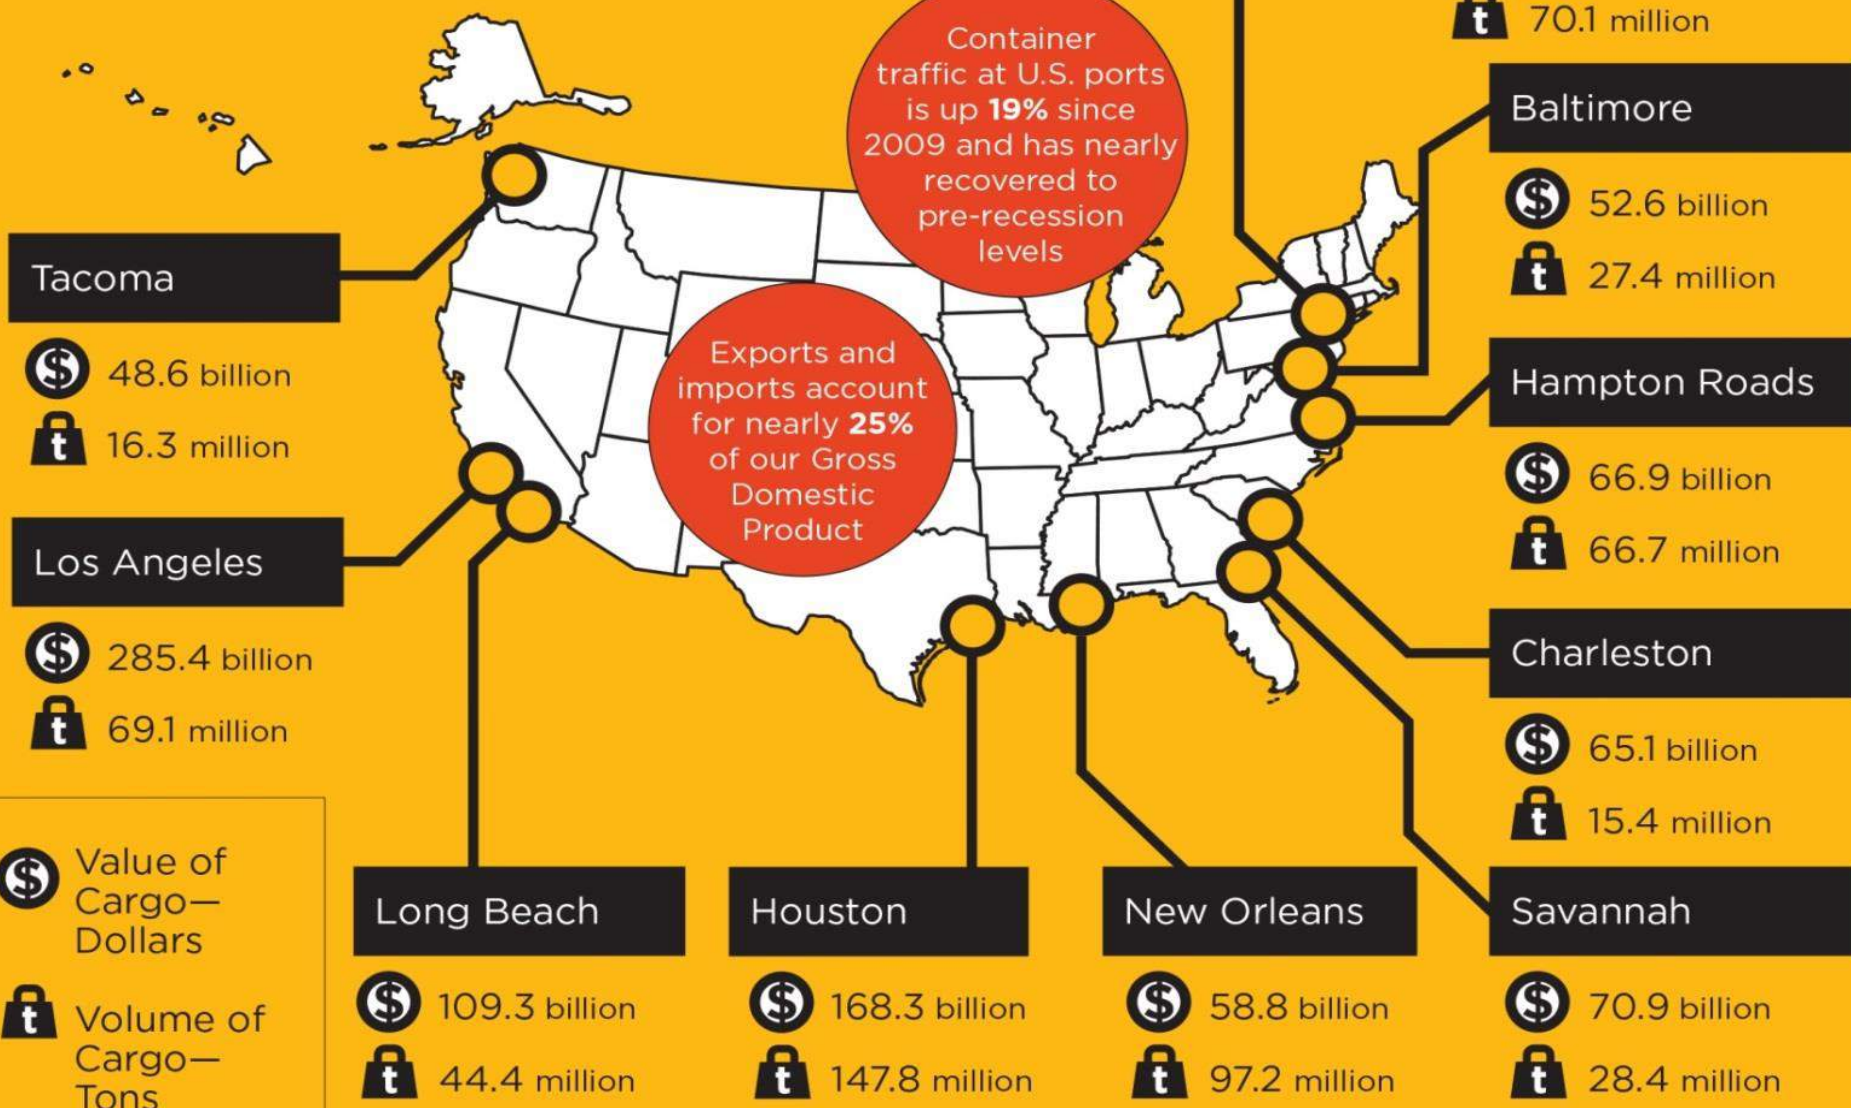 70.1 million
Container
traffic at U.S. ports
is up 19% since
2009 and has nearly
recovered to
pre-recession
levels
Baltimore
$ 52.6 billion
t 27.4 million
Tacoma
$ 48.6 billion
t 16.3 million
Exports and
imports account
for nearly 25%
of our Gross
Domestic
Product
Hampton Roads
$ 66.9 billion
t 66.7 million
Los Angeles
$ 285.4 billion
t 69.1 million
Charleston
$ 65.1 billion
t 15.4 million
$ Value of
Cargo—
Dollars
t Volume of
Cargo—
Tons
Long Beach
$ 109.3 billion
t 44.4 million
Houston
$ 168.3 billion
t 147.8 million
New Orleans
$ 58.8 billion
t 97.2 million
Savannah
$ 70.9 billion
t 28.4 million